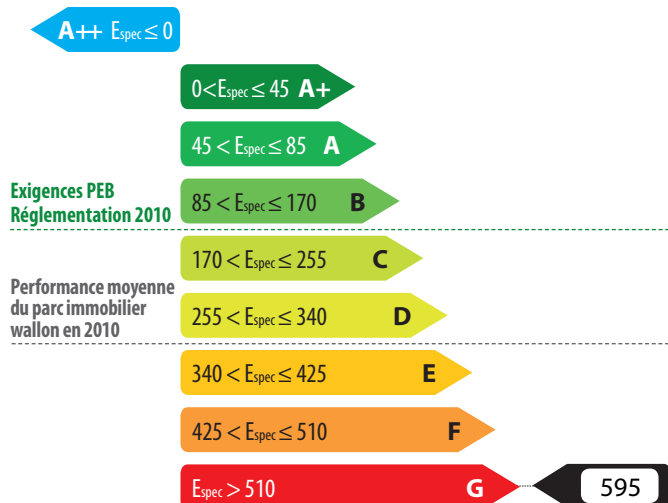 A++ Espec ≤ 0
0<Espec ≤ 45 A+
45 < Espec ≤ 85 A
Exigences PEB
Réglementation 2010
85 < Espec ≤ 170 B
170 < Espec ≤ 255 C
Performance moyenne
du parc immobilier
wallon en 2010
255 < Espec ≤ 340 D
340 < Espec ≤ 425 E
425 < Espec ≤ 510 F
Espec > 510 G 595